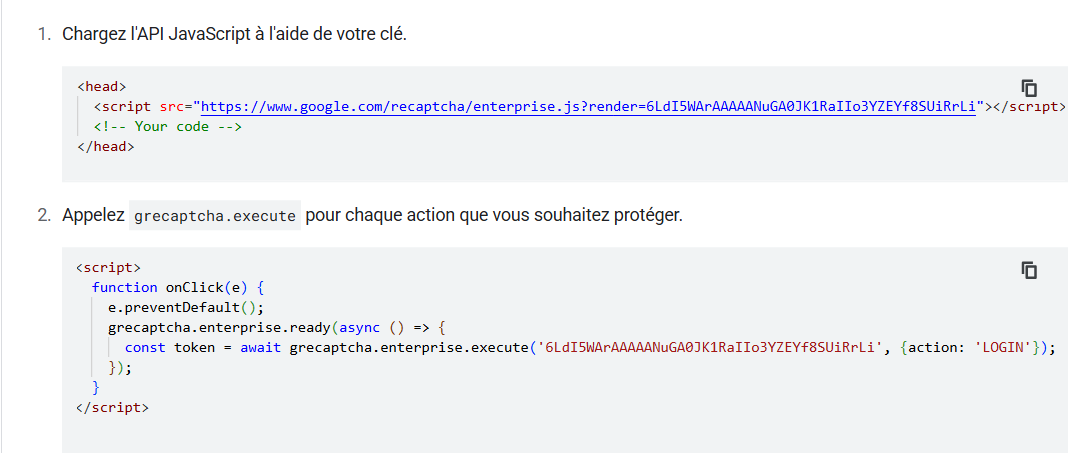 1. Chargez l'API JavaScript à l'aide de votre clé.
<head>
<script src="https://www.google.com/recaptcha/enterprise.js?render=6LdI5WArAAAAANuGA0JK1RaIIo3YZEYf8SUiRrLi"></script>
<!-- Your code -->
</head>
2. Appelez grecaptcha.execute pour chaque action que vous souhaitez protéger.
<script>
function onClick(e) {
e.preventDefault();
grecaptcha.enterprise.ready(async () => {
const token = await grecaptcha.enterprise.execute('6LdI5WArAAAAANuGA0JK1RaIIo3YZEYf8SUiRrLi', {action: 'LOGIN'});
});
}
</script>